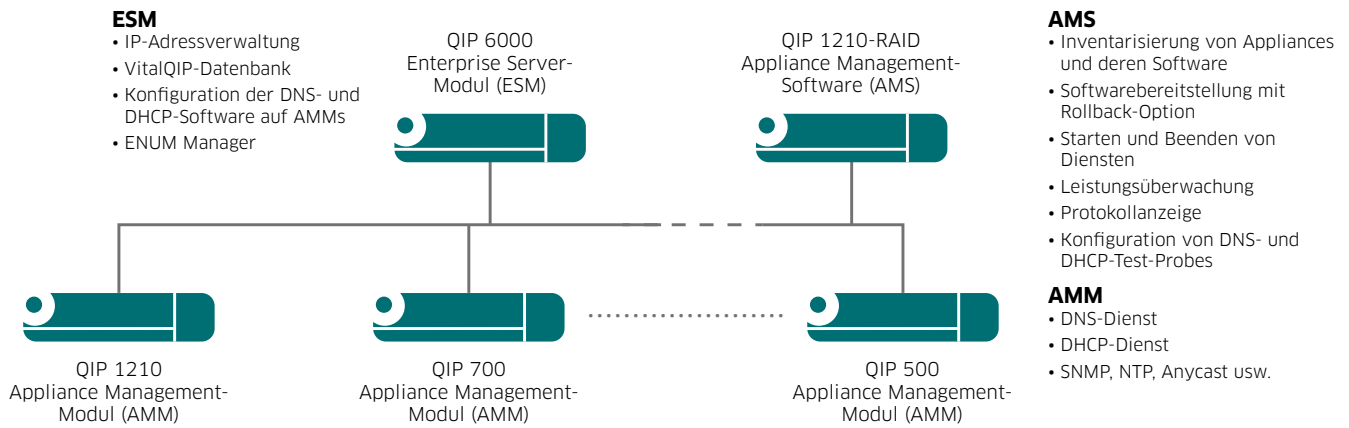 ESM
• IP-Adressverwaltung
• VitalQIP-Datenbank
• Konfiguration der DNS- und
DHCP-Software auf AMMs
• ENUM Manager
QIP 6000
Enterprise Server-
Modul (ESM)
QIP 1210-RAID
Appliance Management-
Software (AMS)
AMS
• Inventarisierung von Appliances
und deren Software
• Softwarebereitstellung mit
Rollback-Option
• Starten und Beenden von
Diensten
• Leistungsüberwachung
• Protokollanzeige
• Konfiguration von DNS- und
DHCP-Test-Probes
AMM
• DNS-Dienst
• DHCP-Dienst
• SNMP, NTP, Anycast usw.
QIP 1210
Appliance Management-
Modul (AMM)
QIP 700
Appliance Management-
Modul (AMM)
QIP 500
Appliance Management-
Modul (AMM)